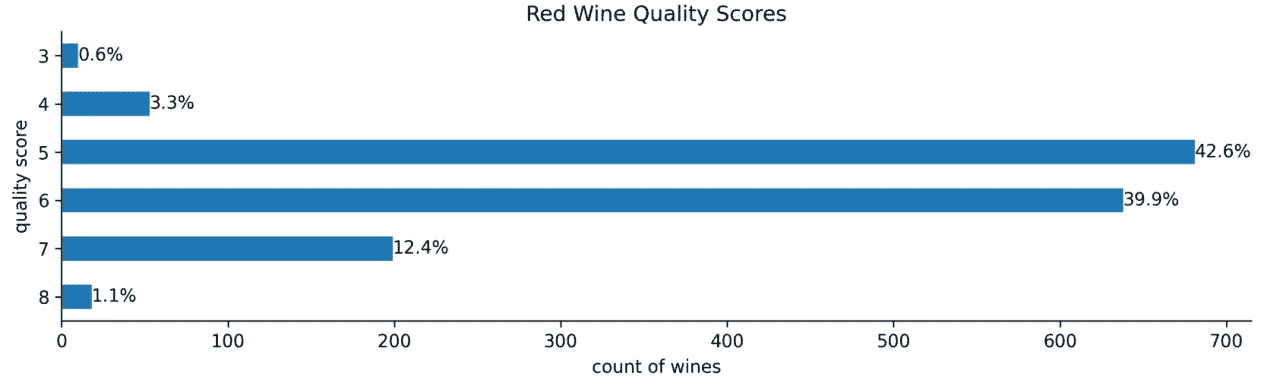 Red Wine Quality Scores
quality score
3 0.6%
4 3.3%
5 42.6%
6 39.9%
7 12.4%
8 1.1%
0 100 200 300 400 500 600 700
count of wines